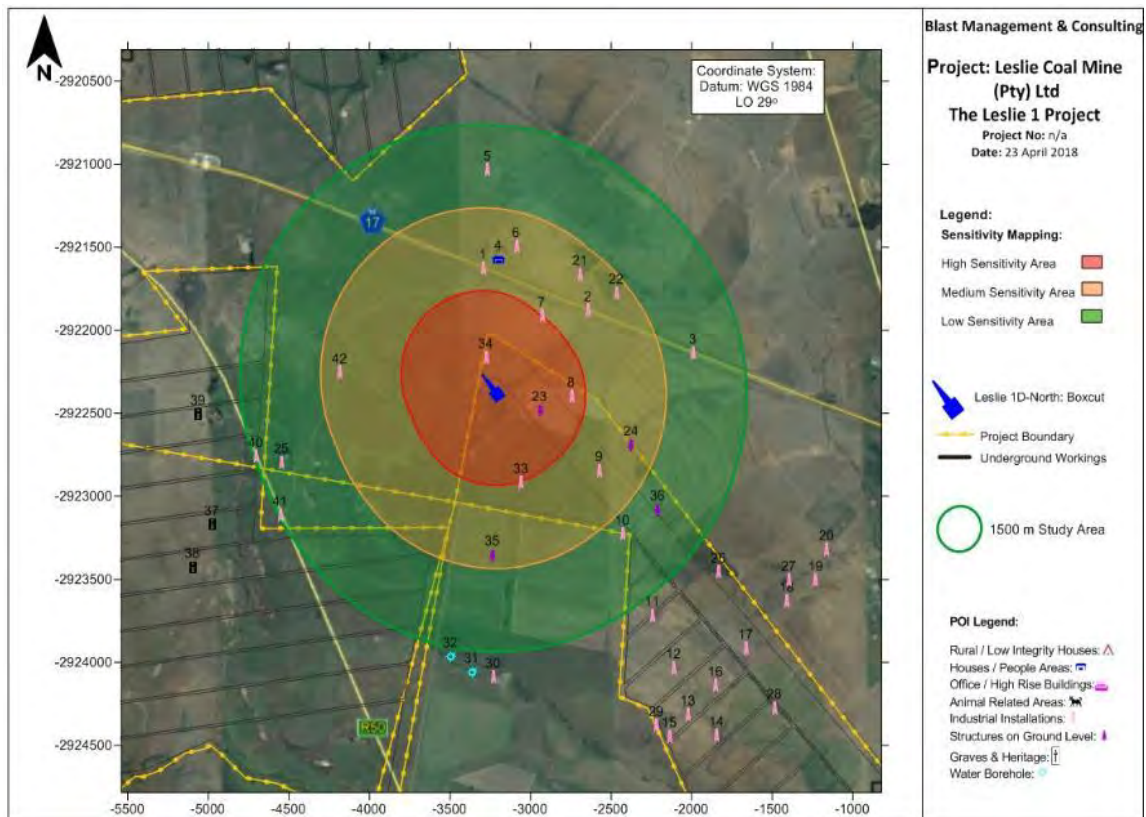 Blast Management & Consulting
Project: Leslie Coal Mine
(Pty) Ltd
The Leslie 1 Project
Project No: n/a
Date: 23 April 2018
Legend:
Sensitivity Mapping:
High Sensitivity Area
Medium Sensitivity Area
Low Sensitivity Area
Leslie 1D-North: Boxcut
Project Boundary
Underground Workings
1500 m Study Area
POI Legend:
Rural / Low Integrity Houses:
Houses / People Areas:
Office / High Rise Buildings:
Animal Related Areas:
Industrial Installations:
Structures on Ground Level:
Graves & Heritage:
Water Borehole:
N
Coordinate System:
Datum: WGS 1984
LO 29º
-2920500
-2921000
-2921500
-2922000
-2922500
-2923000
-2923500
-2924000
-2924500
-5500 -5000 -4500 -4000 -3500 -3000 -2500 -2000 -1500 -1000
5
17
6
4
1
21
22
7
2
3
34
42
8
23
39
24
40
25
9
33
36
41
37
10
35
20
38
26
27
19
18
11
17
32
31
30
12
16
28
13
29
15
14
R50